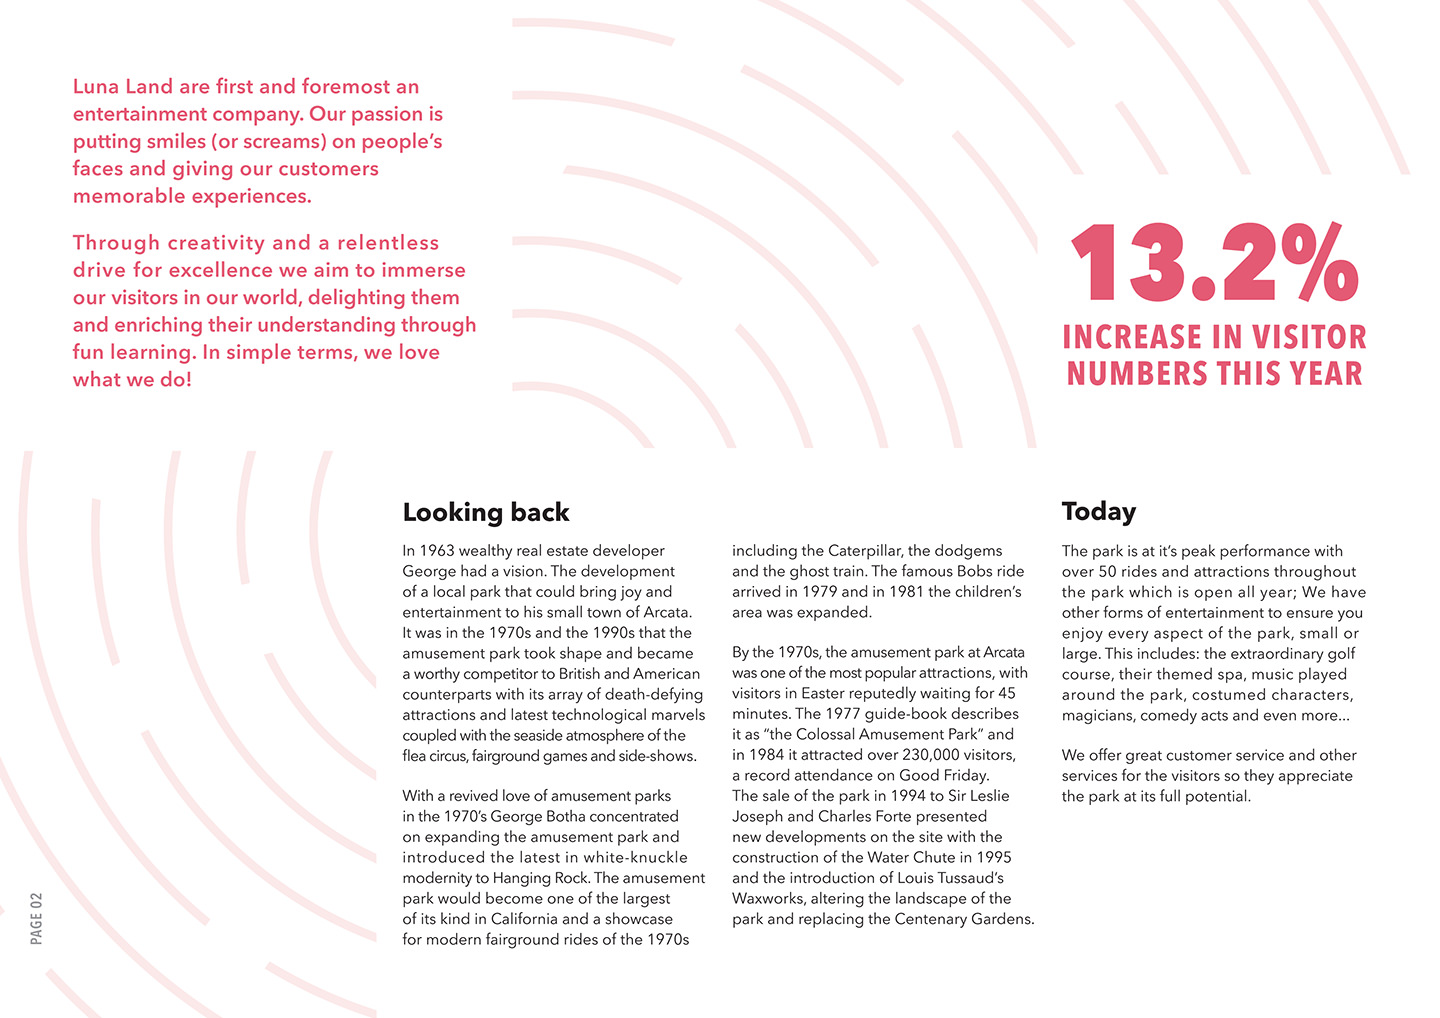 Luna Land are first and foremost an
entertainment company. Our passion is
putting smiles (or screams) on people’s
faces and giving our customers
memorable experiences.
Through creativity and a relentless
drive for excellence we aim to immerse
our visitors in our world, delighting them
and enriching their understanding through
fun learning. In simple terms, we love
what we do!
13.2%
INCREASE IN VISITOR
NUMBERS THIS YEAR
Looking back
In 1963 wealthy real estate developer
George had a vision. The development
of a local park that could bring joy and
entertainment to his small town of Arcata.
It was in the 1970s and the 1990s that the
amusement park took shape and became
a worthy competitor to British and American
counterparts with its array of death-defying
attractions and latest technological marvels
coupled with the seaside atmosphere of the
flea circus, fairground games and side-shows.
With a revived love of amusement parks
in the 1970’s George Botha concentrated
on expanding the amusement park and
introduced the latest in white-knuckle
modernity to Hanging Rock. The amusement
park would become one of the largest
of its kind in California and a showcase
for modern fairground rides of the 1970s
including the Caterpillar, the dodgems
and the ghost train. The famous Bobs ride
arrived in 1979 and in 1981 the children’s
area was expanded.
By the 1970s, the amusement park at Arcata
was one of the most popular attractions, with
visitors in Easter reputedly waiting for 45
minutes. The 1977 guide-book describes
it as “the Colossal Amusement Park” and
in 1984 it attracted over 230,000 visitors,
a record attendance on Good Friday.
The sale of the park in 1994 to Sir Leslie
Joseph and Charles Forte presented
new developments on the site with the
construction of the Water Chute in 1995
and the introduction of Louis Tussaud’s
Waxworks, altering the landscape of the
park and replacing the Centenary Gardens.
Today
The park is at it’s peak performance with
over 50 rides and attractions throughout
the park which is open all year; We have
other forms of entertainment to ensure you
enjoy every aspect of the park, small or
large. This includes: the extraordinary golf
course, their themed spa, music played
around the park, costumed characters,
magicians, comedy acts and even more...
We offer great customer service and other
services for the visitors so they appreciate
the park at its full potential.
PAGE 02